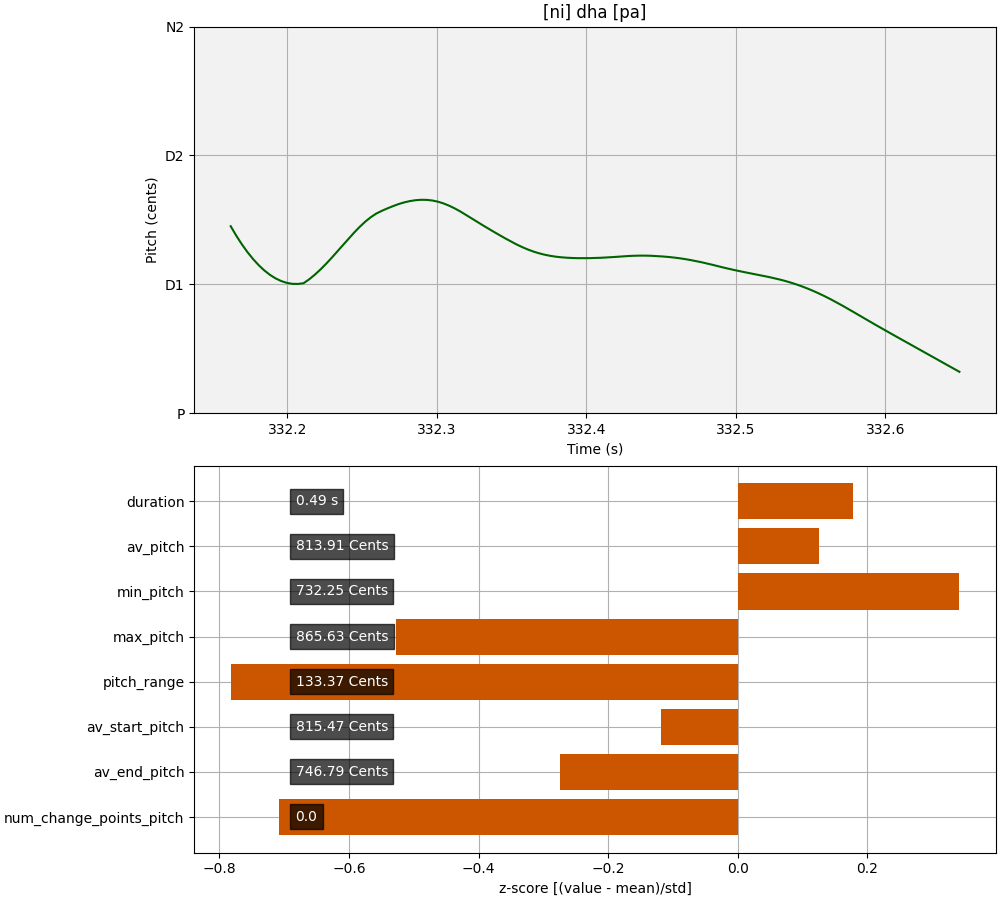 [ni] dha [pa]
N2
D2
D1
P
Pitch (cents)
332.2 332.3 332.4 332.5 332.6
Time (s)
duration 0.49 s
av_pitch 813.91 Cents
min_pitch 732.25 Cents
max_pitch 865.63 Cents
pitch_range 133.37 Cents
av_start_pitch 815.47 Cents
av_end_pitch 746.79 Cents
num_change_points_pitch 0.0
−0.8 −0.6 −0.4 −0.2 0.0 0.2
z-score [(value - mean)/std]